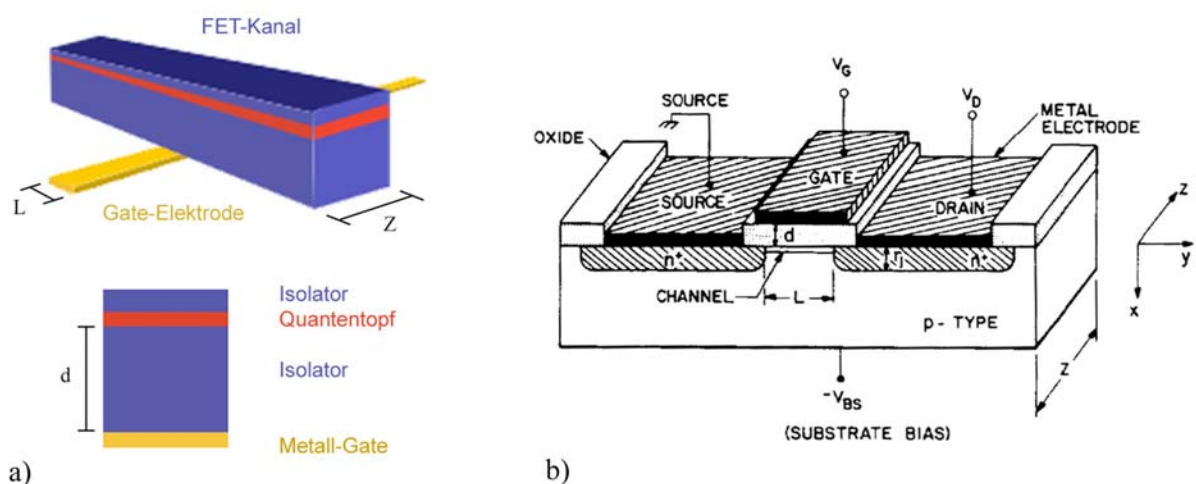 FET-Kanal
L
Gate-Elektrode
Z
Isolator
Quantentopf
d
Isolator
Metall-Gate
a)
V_G
SOURCE
V_D
METAL
ELECTRODE
OXIDE
GATE
SOURCE
DRAIN
d
n⁺
r_j
n⁺
CHANNEL
L
p - TYPE
Z
z
y
x
-V_BS
(SUBSTRATE BIAS)
b)